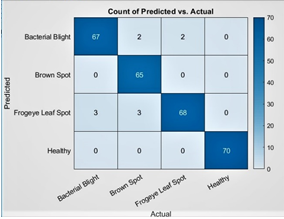 Count of Predicted vs. Actual
Bacterial Blight 67 2 2 0
Brown Spot 0 65 0 0
Frogeye Leaf Spot 3 3 68 0
Healthy 0 0 0 70
Bacterial Blight Brown Spot Frogeye Leaf Spot Healthy
Predicted
Actual
70
60
50
40
30
20
10
0